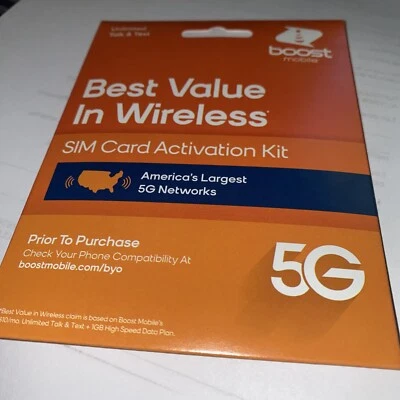 Unlimited
Talk & Text
boost
mobile
Best Value
In Wireless*
SIM Card Activation Kit
America's Largest
5G Networks
Prior To Purchase
Check Your Phone Compatibility At
boostmobile.com/byo
5G
*Best Value in Wireless claim is based on Boost Mobile's
$10/mo. Unlimited Talk & Text + 1GB High Speed Data Plan.